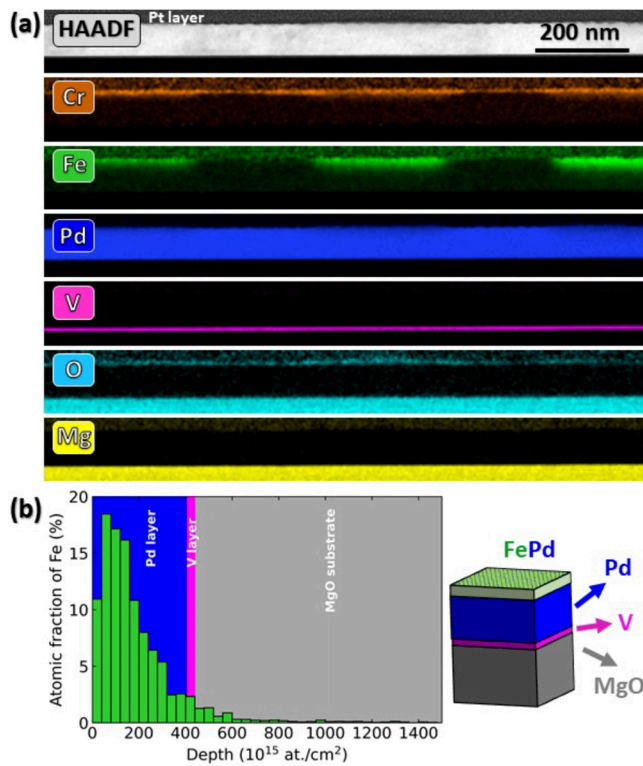 (a)
Pt layer
HAADF
200 nm
Cr
Fe
Pd
V
O
Mg
(b)
Atomic fraction of Fe (%)
20
15
10
5
0
Pd layer
V layer
MgO substrate
0 200 400 600 800 1000 1200 1400
Depth (10¹⁵ at./cm²)
FePd
Pd
V
MgO